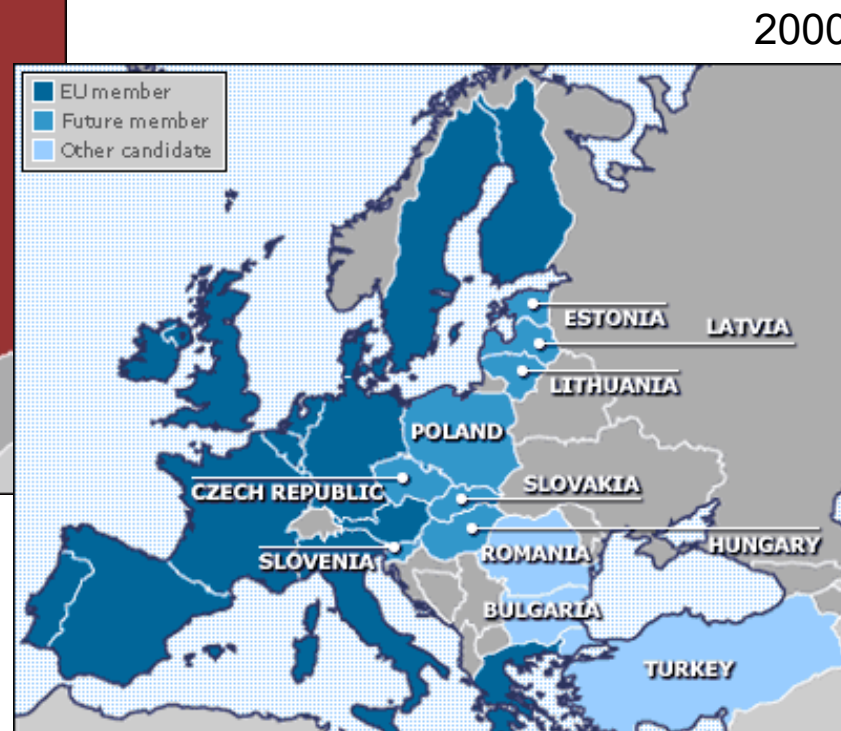 2000
EU member
Future member
Other candidate
ESTONIA
LATVIA
LITHUANIA
POLAND
CZECH REPUBLIC
SLOVAKIA
HUNGARY
SLOVENIA
ROMANIA
BULGARIA
TURKEY